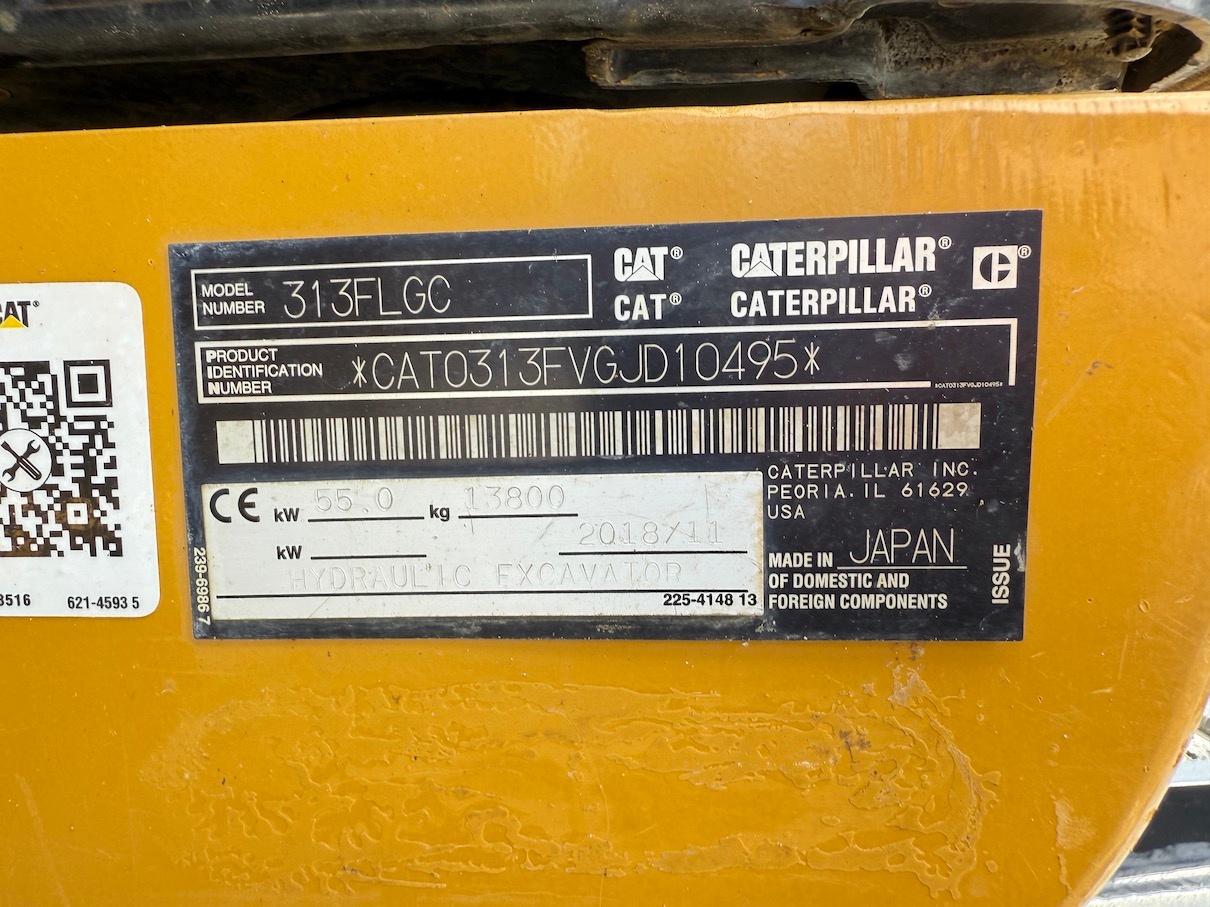 CAT®
3516
621-4593 5
MODEL NUMBER 313FLGC
CAT® CATERPILLAR®
CAT® CATERPILLAR®
PRODUCT IDENTIFICATION NUMBER *CAT0313FVGJD10495*
*CAT0313FVGJD10495*
CE kW 55.0 kg 13800
kW 2018/11
HYDRAULIC EXCAVATOR
225-4148 13
239-6986 7
CATERPILLAR INC.
PEORIA. IL 61629
USA
MADE IN JAPAN
OF DOMESTIC AND
FOREIGN COMPONENTS
ISSUE